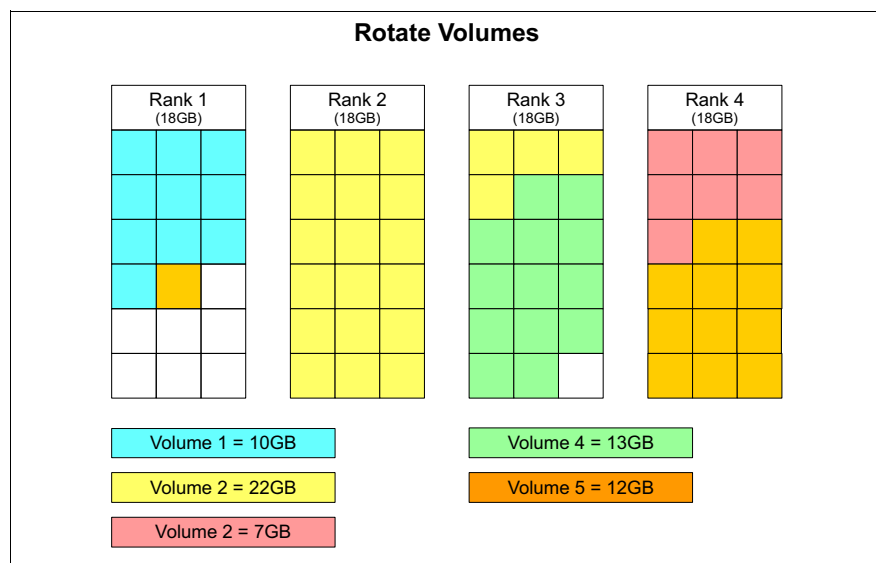 Rotate Volumes
Rank 1
(18GB)
Rank 2
(18GB)
Rank 3
(18GB)
Rank 4
(18GB)
Volume 1 = 10GB
Volume 4 = 13GB
Volume 2 = 22GB
Volume 5 = 12GB
Volume 2 = 7GB